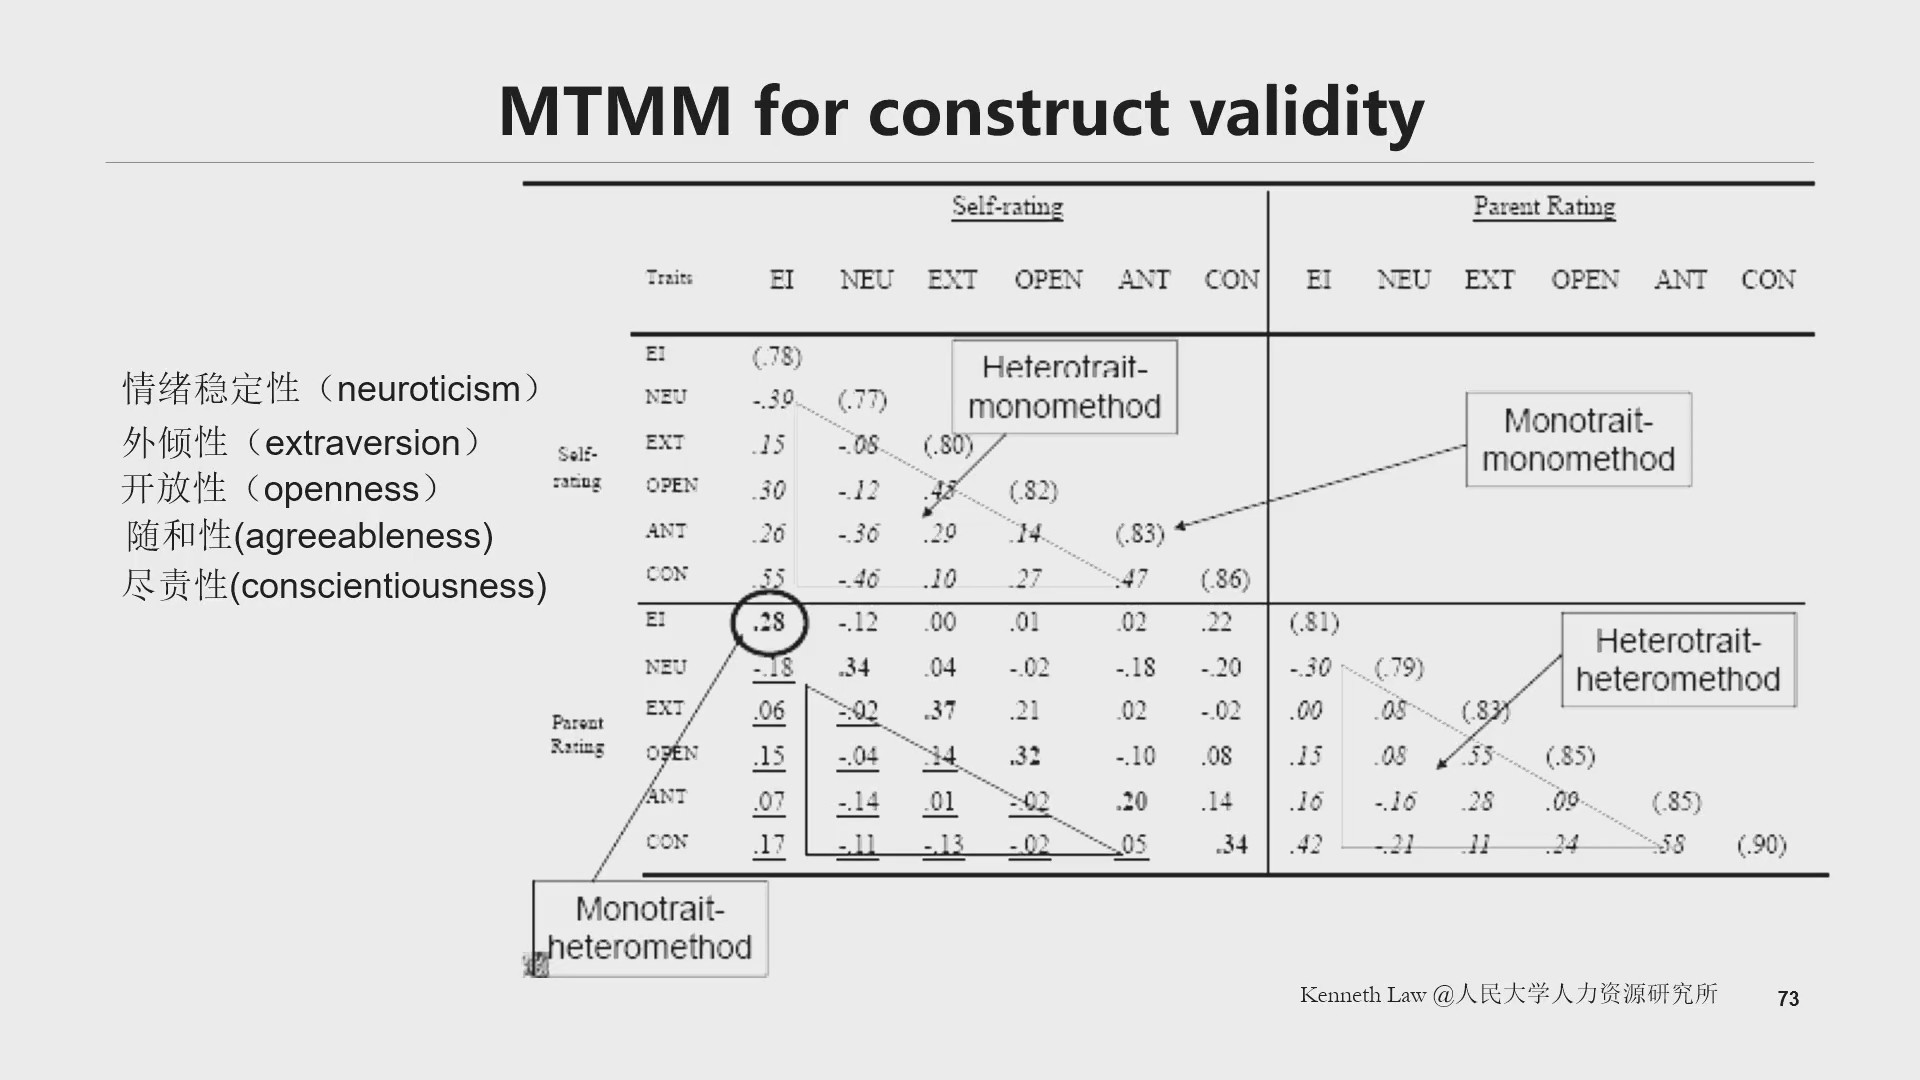 MTMM for construct validity
Self-rating Parent Rating
Traits EI NEU EXT OPEN ANT CON EI NEU EXT OPEN ANT CON
情绪稳定性（neuroticism）
外倾性（extraversion）
开放性（openness）
随和性(agreeableness)
尽责性(conscientiousness)
Self-
rating
EI (.78)
NEU -.39 (.77)
EXT .15 -.08 (.80)
OPEN .30 -.12 .43 (.82)
ANT .26 -.36 .29 .14 (.83)
CON .55 -.46 .10 .27 .47 (.86)
Heterotrait-
monomethod
Monotrait-
monomethod
Parent
Rating
EI .28 -.12 .00 .01 .02 .22 (.81)
NEU -.18 .34 .04 -.02 -.18 -.20 -.30 (.79)
EXT .06 -.02 .37 .21 .02 -.02 .00 .08 (.83)
OPEN .15 -.04 .14 .32 -.10 .08 .15 .08 .55 (.85)
ANT .07 -.14 .01 -.02 .20 .14 .16 -.16 .28 .09 (.85)
CON .17 -.11 -.13 -.02 .05 .34 .42 -.21 .11 .24 .58 (.90)
Heterotrait-
heteromethod
Monotrait-
heteromethod
Kenneth Law @人民大学人力资源研究所 73